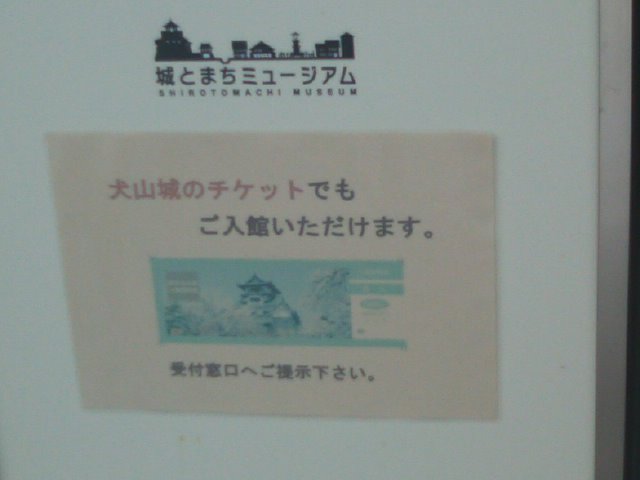 城とまちミュージアム
SHIROTOMACHI MUSEUM
犬山城のチケットでも
ご入館いただけます。
受付窓口へご提示下さい。